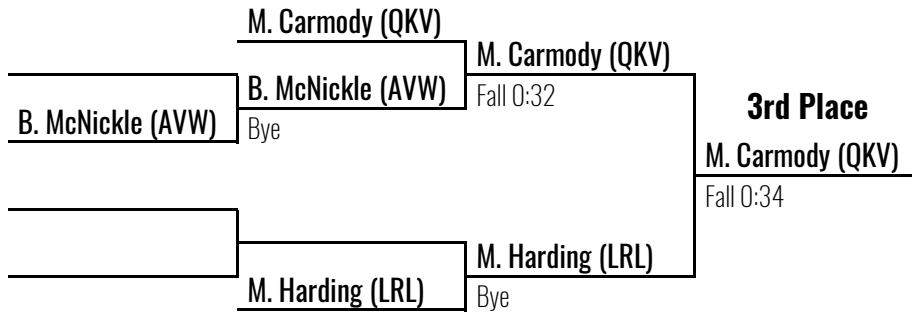 M. Carmody (QKV)
M. Carmody (QKV)
B. McNickle (AVW)
Fall 0:32
3rd Place
B. McNickle (AVW)
Bye
M. Carmody (QKV)
Fall 0:34
M. Harding (LRL)
M. Harding (LRL)
Bye